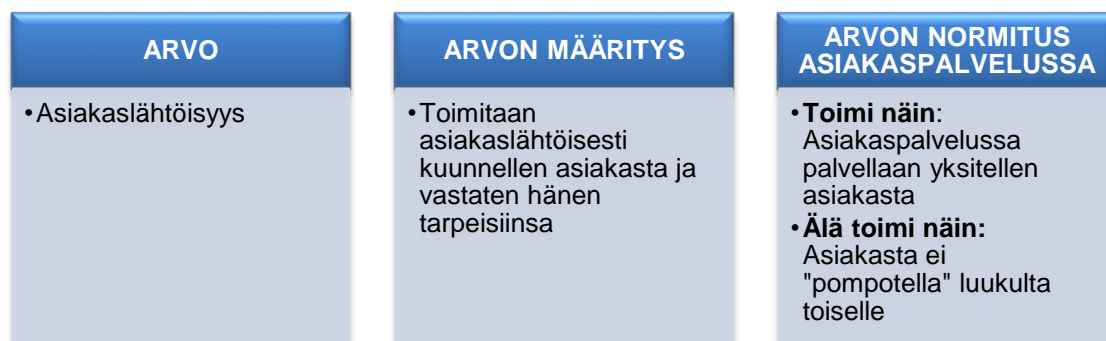 ARVO
•Asiakaslähtöisyys
ARVON MÄÄRITYS
•Toimitaan
asiakaslähtöisesti
kuunnellen asiakasta ja
vastaten hänen
tarpeisiinsa
ARVON NORMITUS
ASIAKASPALVELUSSA
•Toimi näin:
Asiakaspalvelussa
palvellaan yksitellen
asiakasta
•Älä toimi näin:
Asiakasta ei
"pompotella" luukulta
toiselle